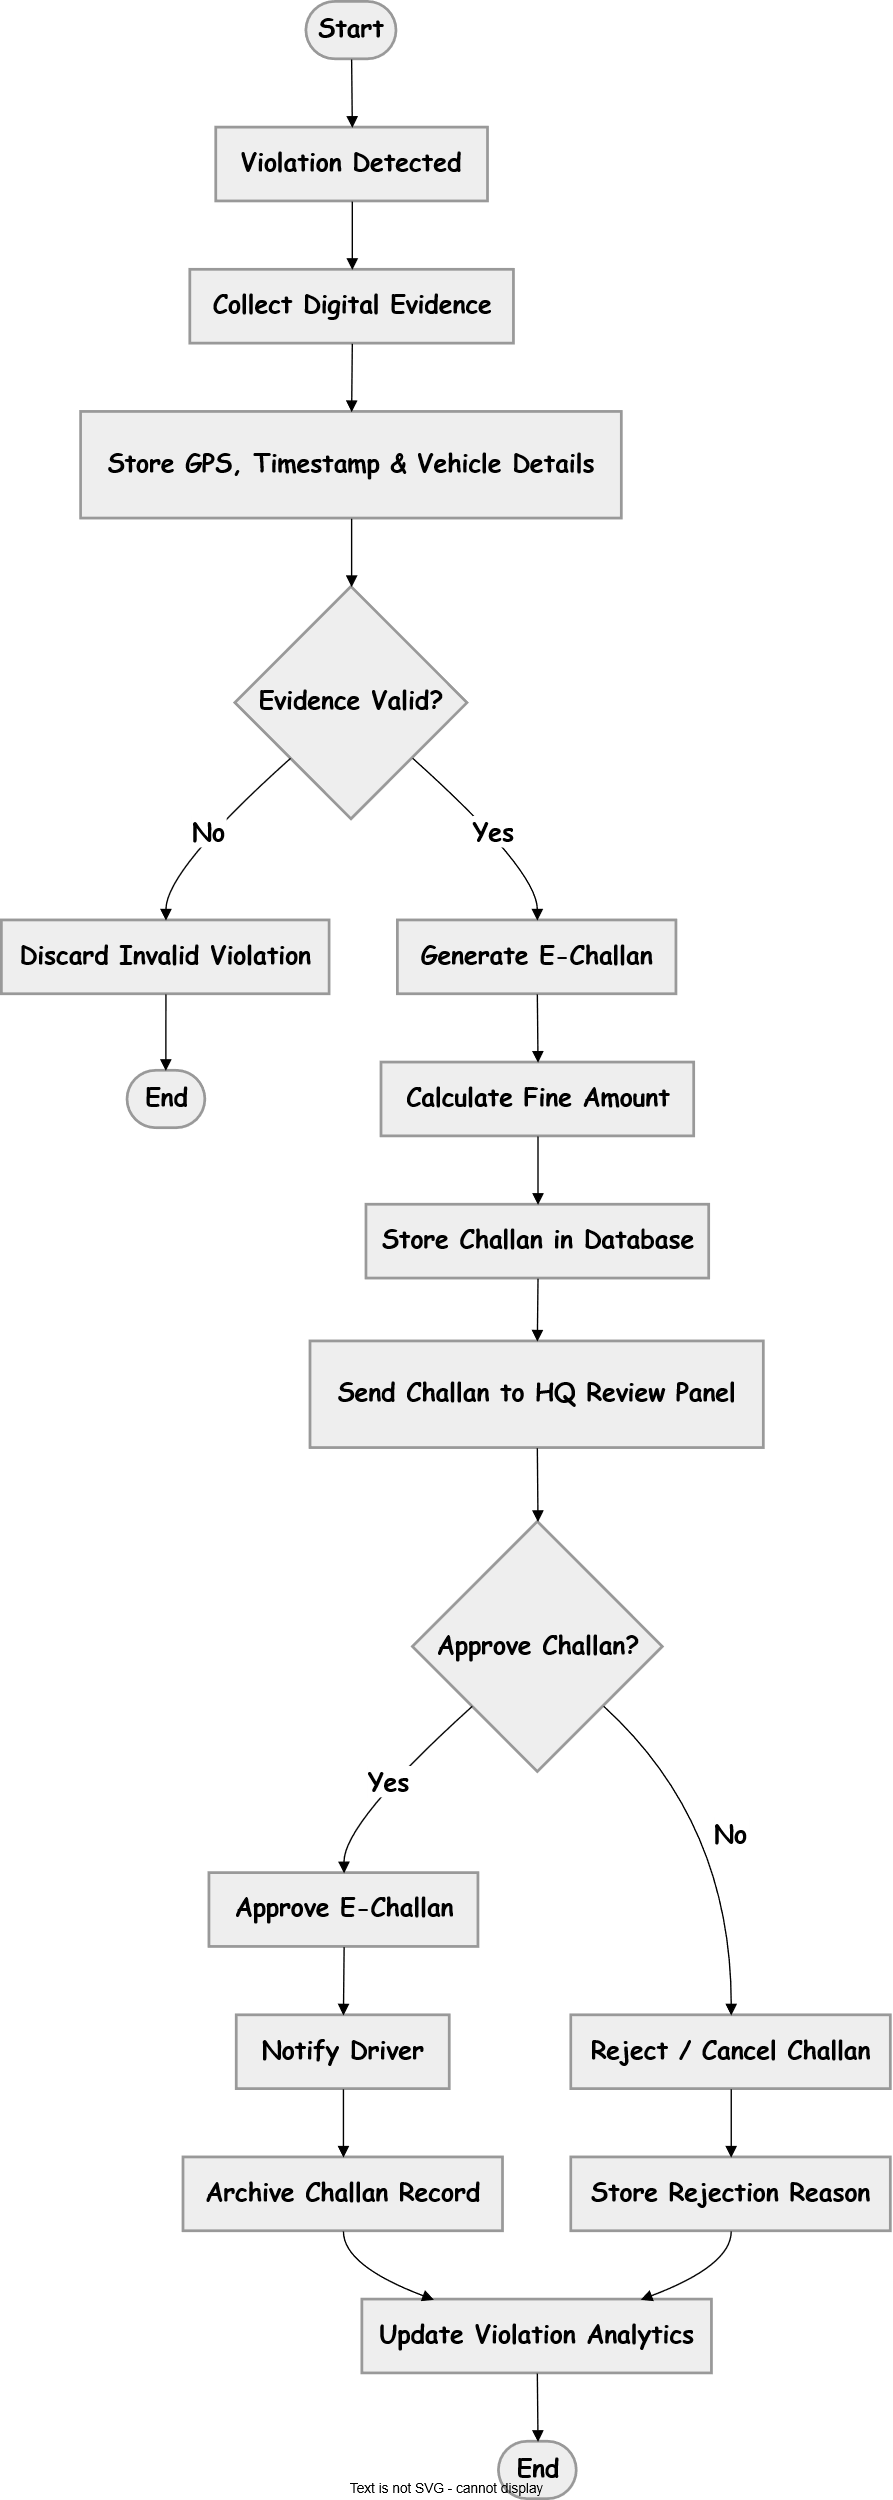 Start
Violation Detected
Collect Digital Evidence
Store GPS, Timestamp & Vehicle Details
Evidence Valid?
No
Yes
Discard Invalid Violation
Generate E-Challan
End
Calculate Fine Amount
Store Challan in Database
Send Challan to HQ Review Panel
Approve Challan?
Yes
No
Approve E-Challan
Notify Driver
Reject / Cancel Challan
Archive Challan Record
Store Rejection Reason
Update Violation Analytics
End
Text is not SVG - cannot display